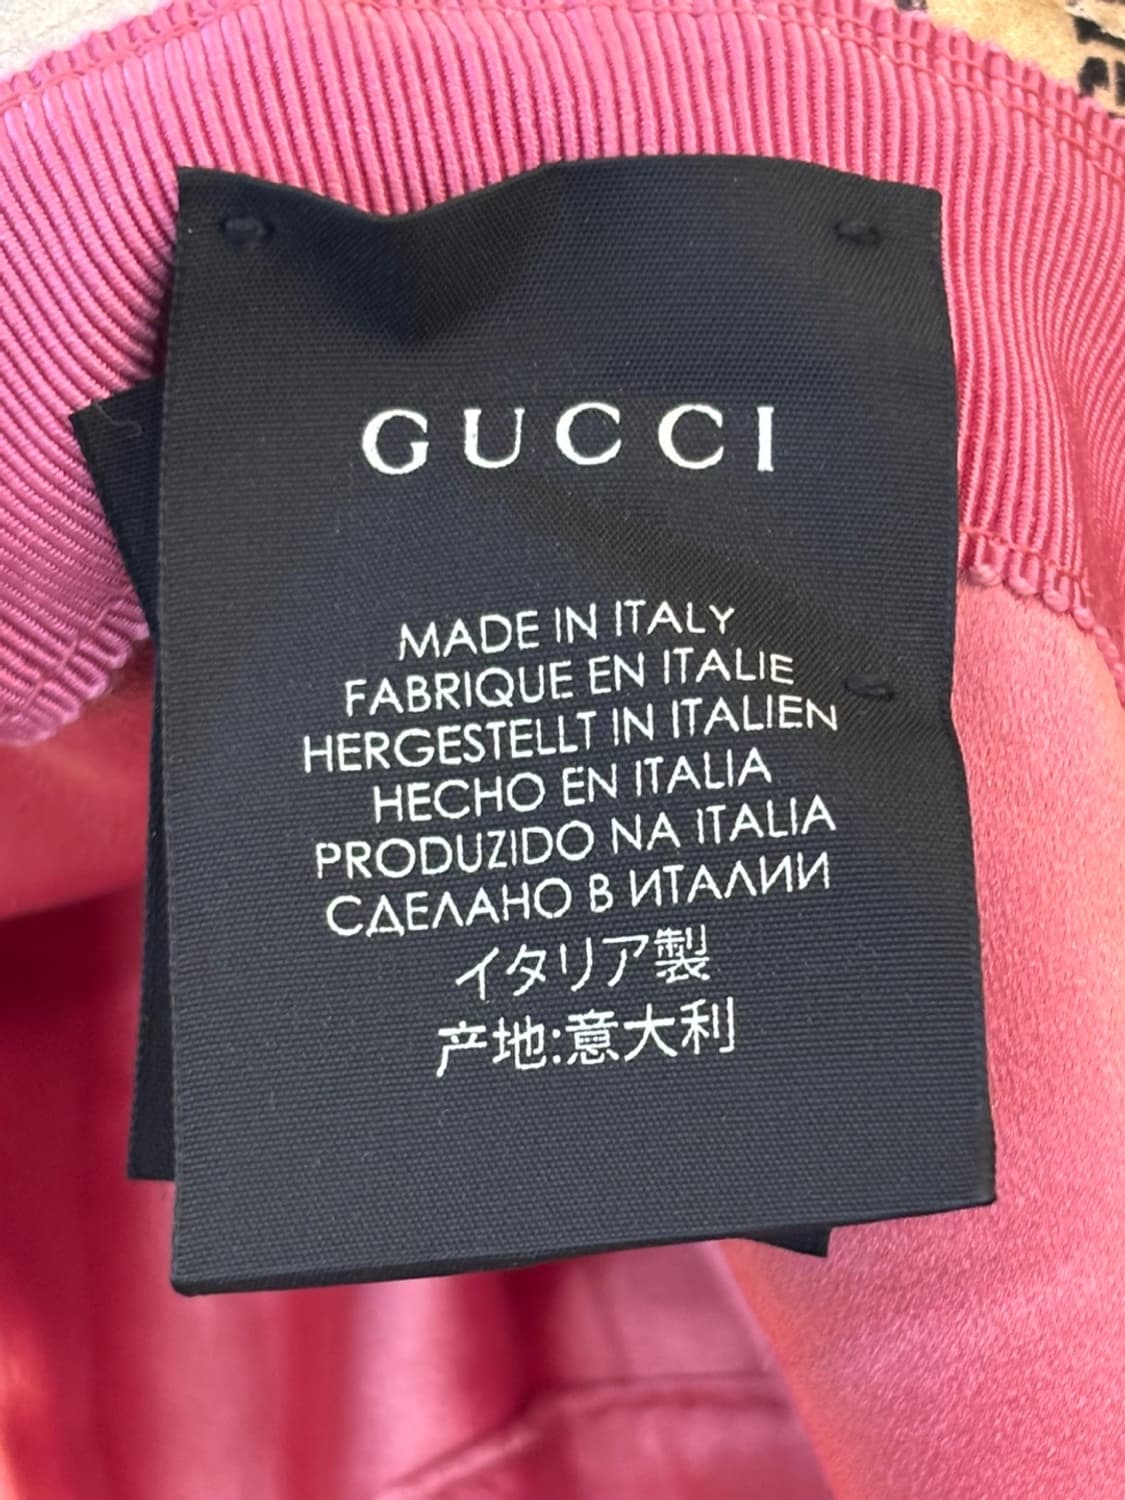 GUCCI
MADE IN ITALY
FABRIQUE EN ITALIE
HERGESTELLT IN ITALIEN
HECHO EN ITALIA
PRODUZIDO NA ITALIA
СДЕЛАНО В ИТАЛИИ
イタリア製
产地:意大利